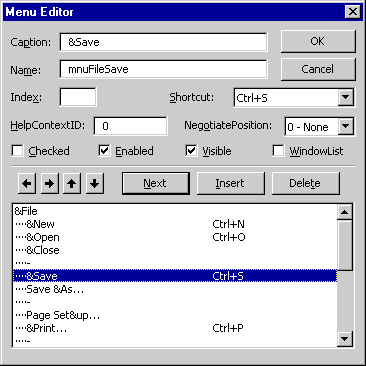 Menu Editor
Caption: &Save OK
Name: mnuFileSave Cancel
Index: Shortcut: Ctrl+S
HelpContextID: 0 NegotiatePosition: 0 - None
Checked Enabled Visible WindowList
Next Insert Delete
&File
····&New Ctrl+N
····&Open Ctrl+O
····&Close
····-
····&Save Ctrl+S
····Save &As...
····-
····Page Set&up...
····&Print... Ctrl+P
····-